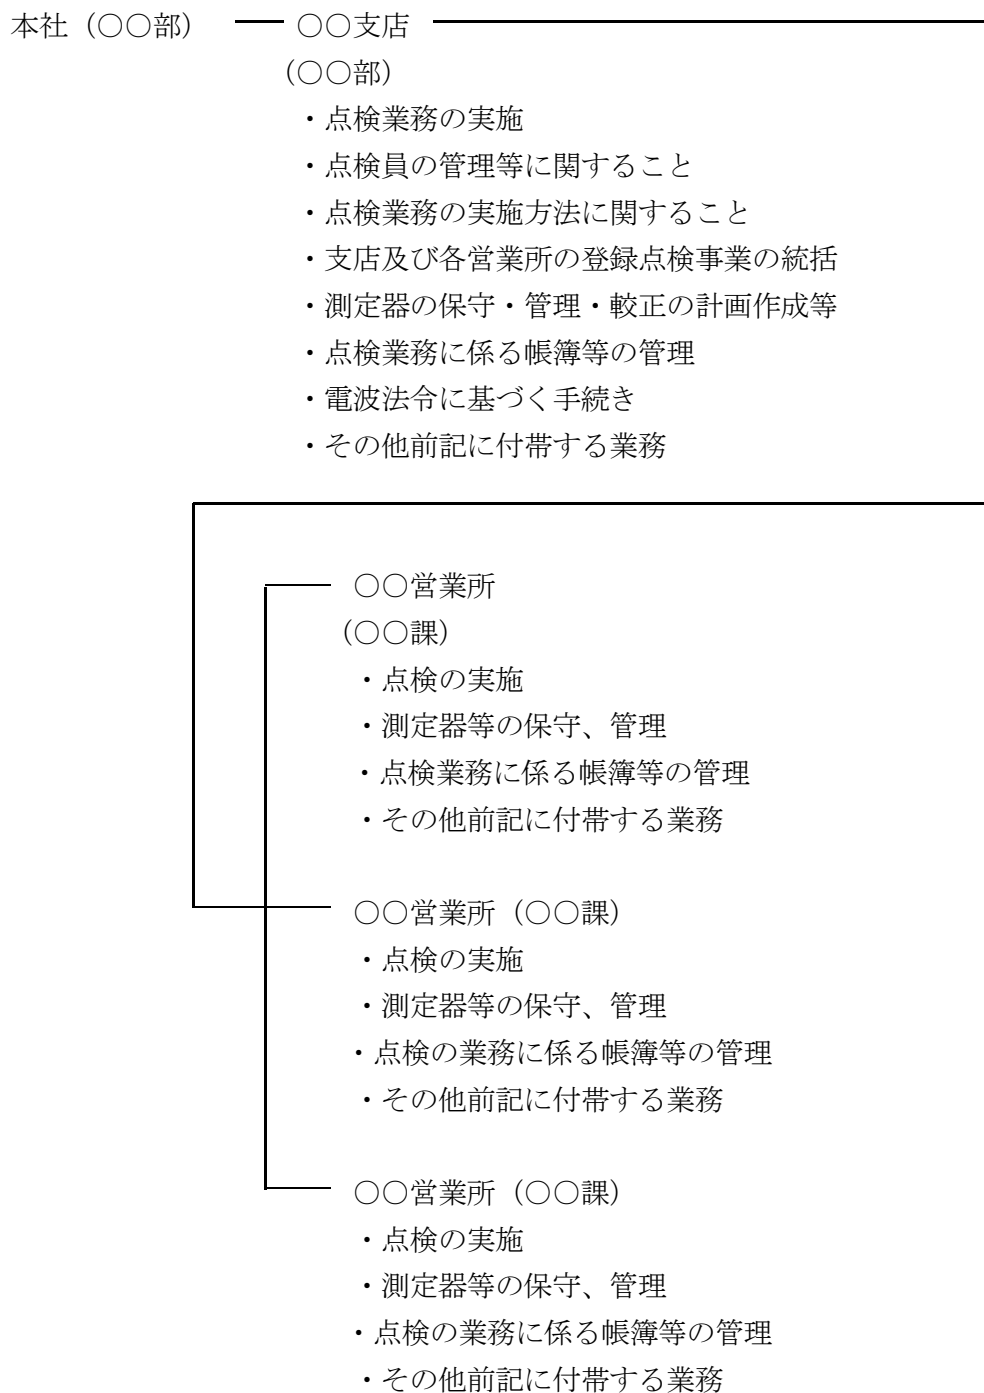 本社（○○部）　○○支店
（○○部）
・点検業務の実施
・点検員の管理等に関すること
・点検業務の実施方法に関すること
・支店及び各営業所の登録点検事業の統括
・測定器の保守・管理・較正の計画作成等
・点検業務に係る帳簿等の管理
・電波法令に基づく手続き
・その他前記に付帯する業務
○○営業所
（○○課）
・点検の実施
・測定器等の保守、管理
・点検業務に係る帳簿等の管理
・その他前記に付帯する業務
○○営業所（○○課）
・点検の実施
・測定器等の保守、管理
・点検の業務に係る帳簿等の管理
・その他前記に付帯する業務
○○営業所（○○課）
・点検の実施
・測定器等の保守、管理
・点検の業務に係る帳簿等の管理
・その他前記に付帯する業務